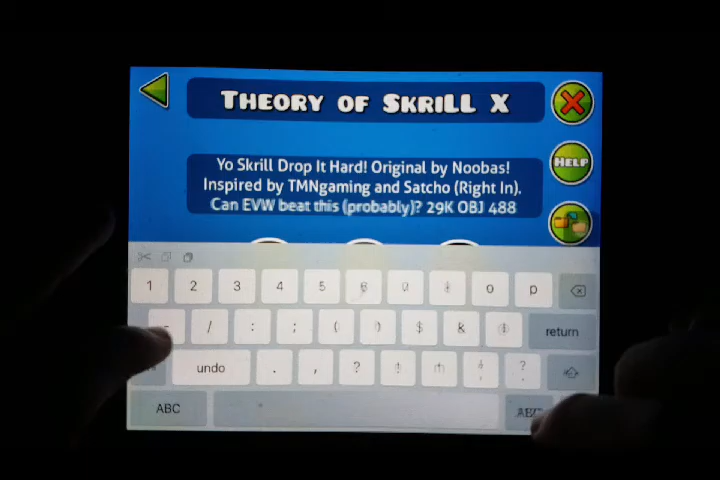 THEORY OF SKRILL X
Yo Skrill Drop It Hard! Original by Noobas!
HELP
Inspired by TMNgaming and Satcho (Right In).
Can EVW beat this (probably)? 29K OBJ 488
1 2 3 4 5 o p
/ : ; ( ) $ &
return
undo . , ?
ABC